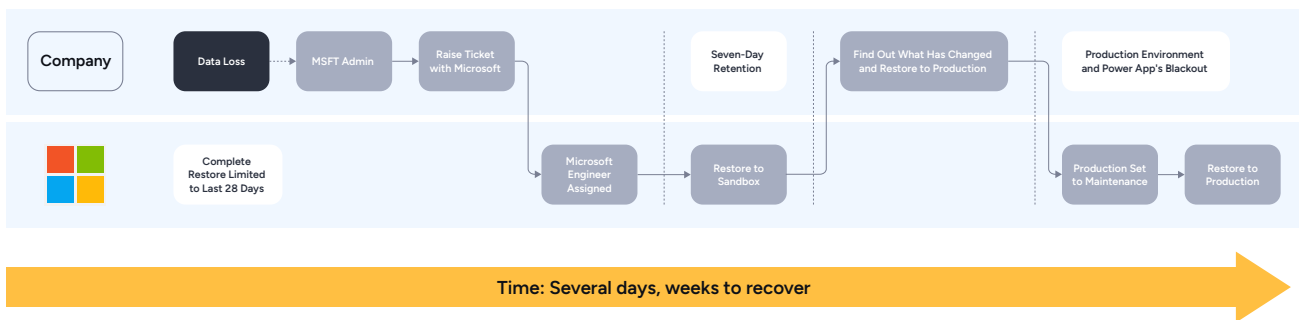 Company
Data Loss
MSFT Admin
Raise Ticket
with Microsoft
Seven-Day
Retention
Find Out What Has Changed
and Restore to Production
Production Environment
and Power App's Blackout
Complete
Restore Limited
to Last 28 Days
Microsoft
Engineer
Assigned
Restore to
Sandbox
Production Set
to Maintenance
Restore to
Production
Time: Several days, weeks to recover